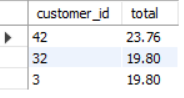 customer_id total
42 23.76
32 19.80
3 19.80